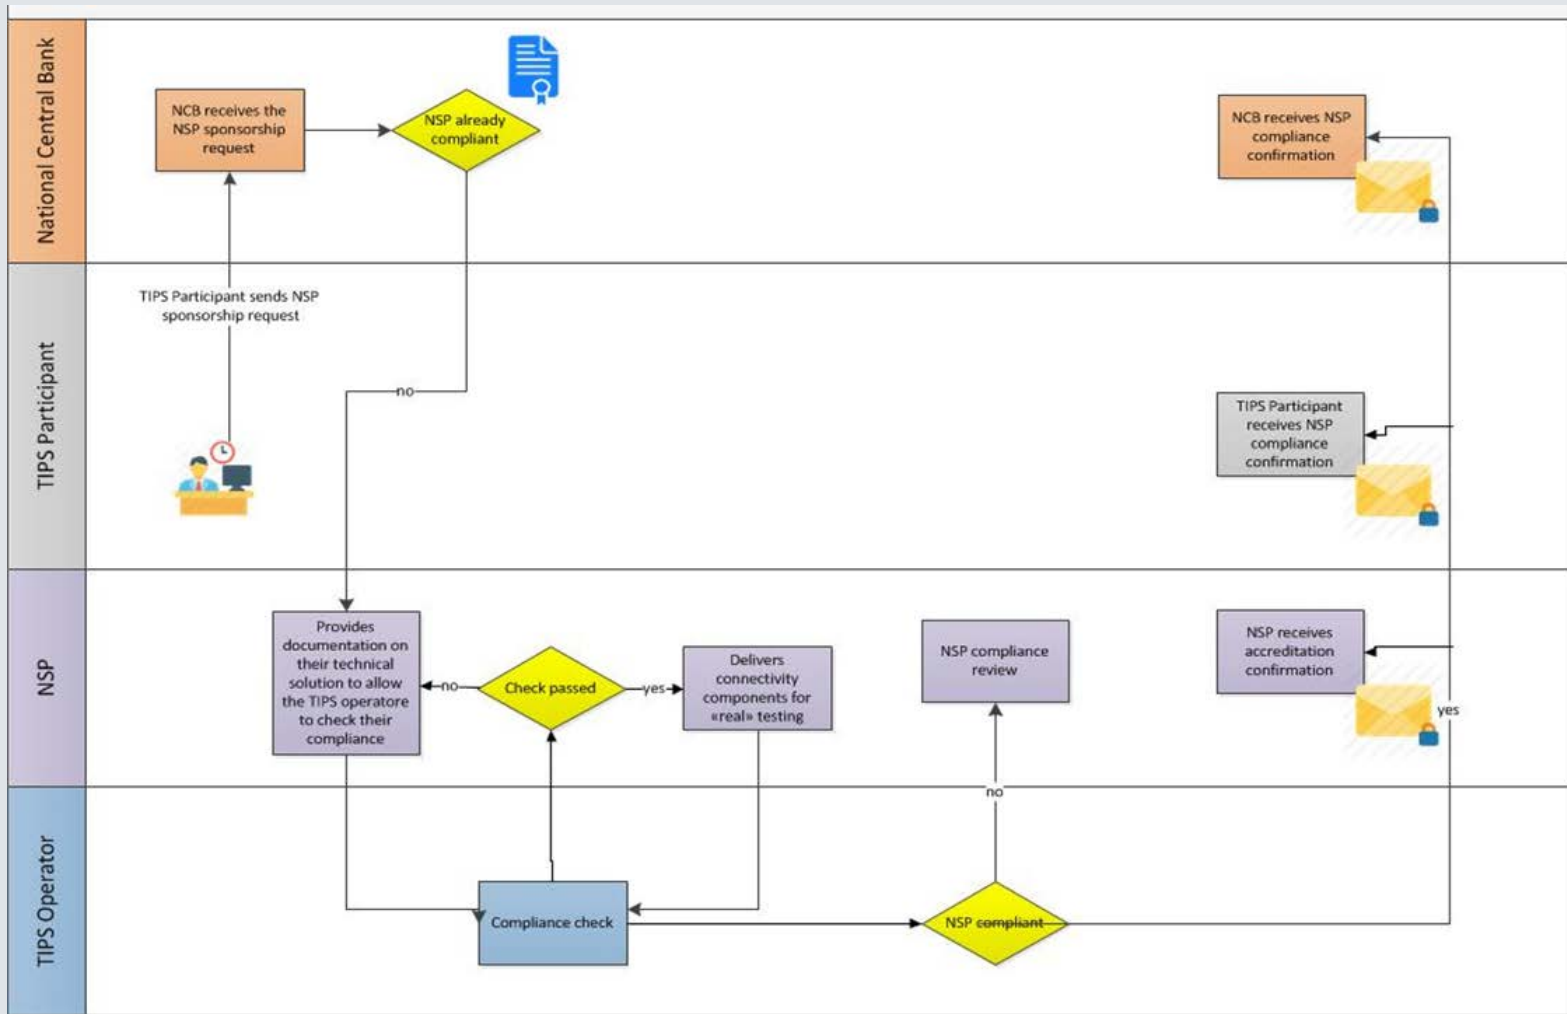 National Central Bank
NCB receives the
NSP sponsorship
request
NSP already
compliant
NCB receives NSP
compliance
confirmation
TIPS Participant
TIPS Participant sends NSP
sponsorship request
no
TIPS Participant
receives NSP
compliance
confirmation
NSP
Provides
documentation on
their technical
solution to allow
the TIPS operatore
to check their
compliance
no
Check passed
yes
Delivers
connectivity
components for
«real» testing
NSP compliance
review
NSP receives
accreditation
confirmation
yes
no
TIPS Operator
Compliance check
NSP compliant